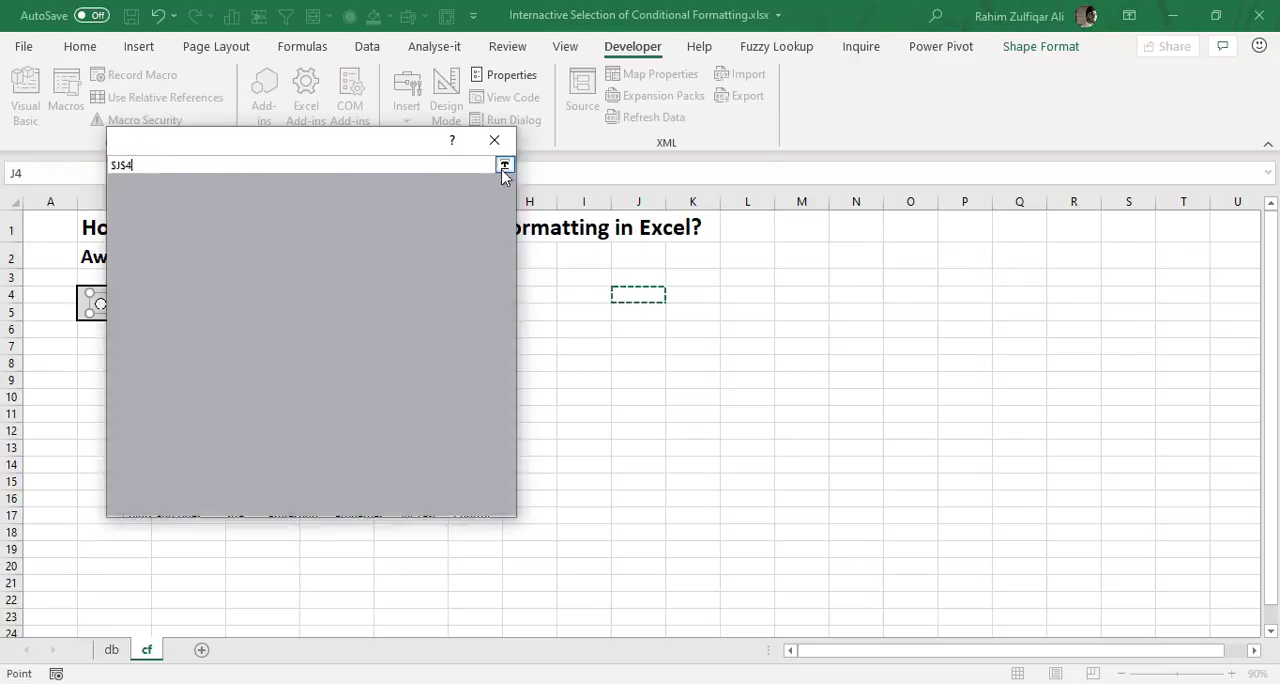 AutoSave Off Internactive Selection of Conditional Formatting.xlsx Rahim Zulfiqar Ali
File Home Insert Page Layout Formulas Data Analyse-it Review View Developer Help Fuzzy Lookup Inquire Power Pivot Shape Format Share
Visual Basic
Macros
Record Macro
Use Relative References
Macro Security
Add-ins
Excel Add-ins
COM Add-ins
Insert
Design Mode
Properties
View Code
Run Dialog
Source
Map Properties
Expansion Packs
Refresh Data
Import
Export
XML
? 
$J$4
J4
A H I J K L M N O P Q R S T U
1 Ho ormatting in Excel?
2 Aw
3
4
5
6
7
8
9
10
11
12
13
14
15
16
17
18
19
20
21
22
23
24
db cf
Point 90%